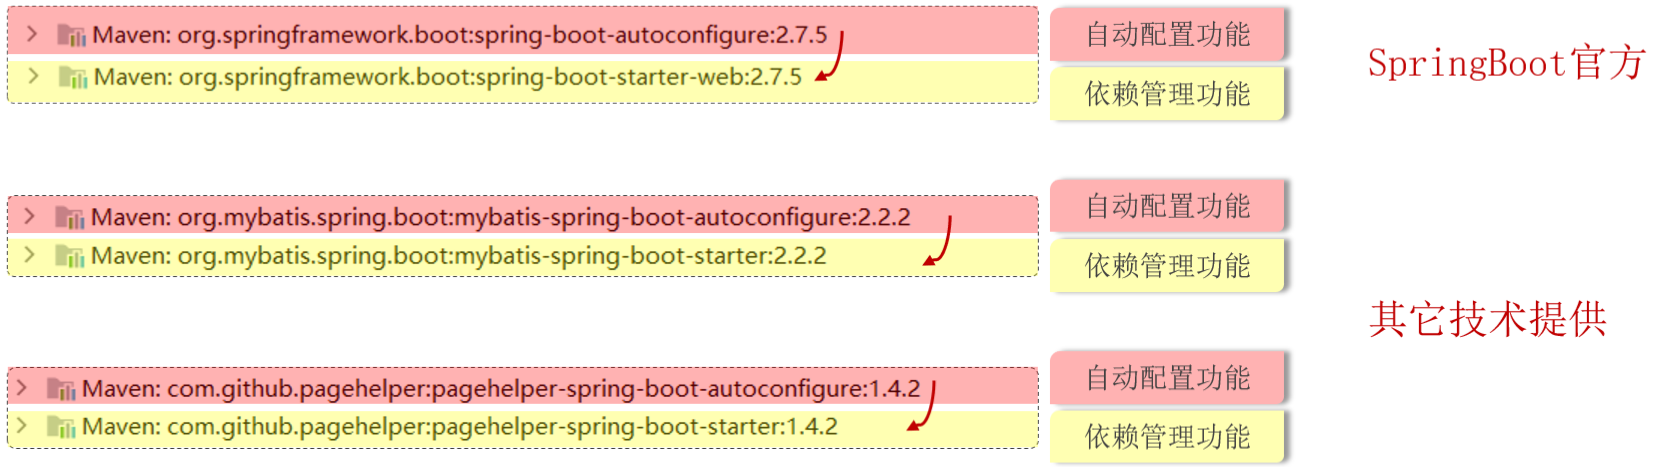 Maven: org.springframework.boot:spring-boot-autoconfigure:2.7.5
自动配置功能
SpringBoot官方
Maven: org.springframework.boot:spring-boot-starter-web:2.7.5
依赖管理功能
Maven: org.mybatis.spring.boot:mybatis-spring-boot-autoconfigure:2.2.2
自动配置功能
Maven: org.mybatis.spring.boot:mybatis-spring-boot-starter:2.2.2
依赖管理功能
其它技术提供
Maven: com.github.pagehelper:pagehelper-spring-boot-autoconfigure:1.4.2
自动配置功能
Maven: com.github.pagehelper:pagehelper-spring-boot-starter:1.4.2
依赖管理功能